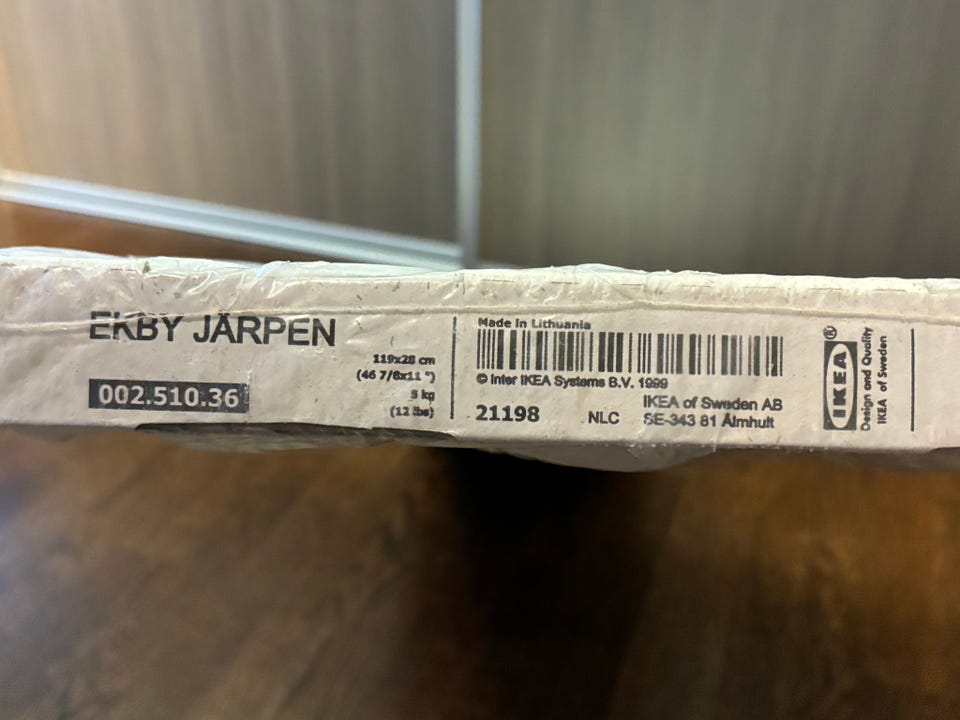 EKBY JÄRPEN
119x28 cm
(46 7/8x11 ")
002.510.36
5 kg
(12 lbs)
Made in Lithuania
© Inter IKEA Systems B.V. 1999
21198
NLC
IKEA of Sweden AB
SE-343 81 Älmhult
IKEA®
Design and Quality
IKEA of Sweden